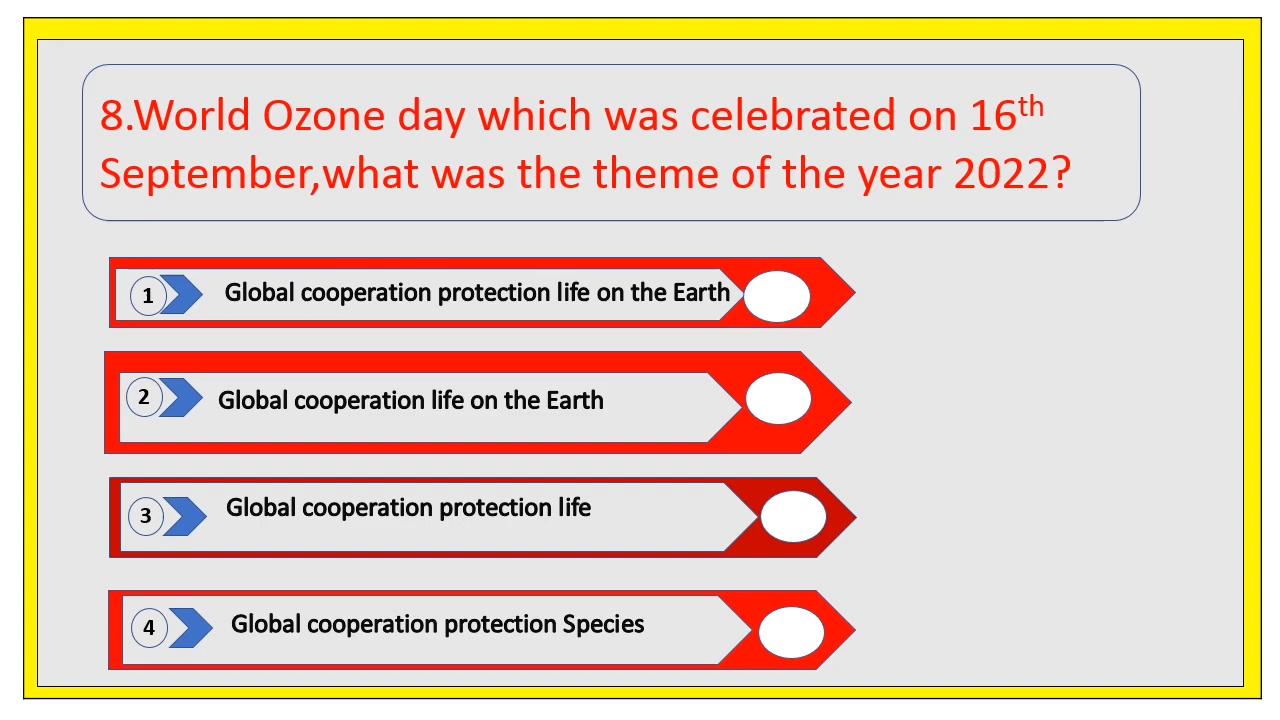 8.World Ozone day which was celebrated on 16th
September,what was the theme of the year 2022?
1 Global cooperation protection life on the Earth
2 Global cooperation life on the Earth
3 Global cooperation protection life
4 Global cooperation protection Species